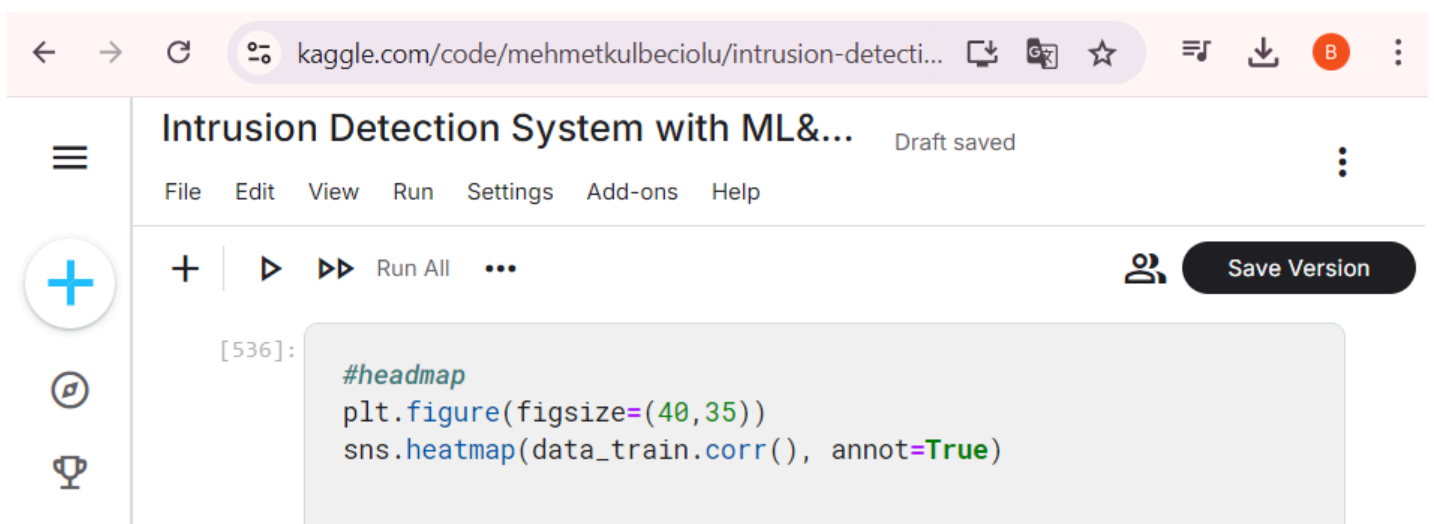 kaggle.com/code/mehmetkulbeciolu/intrusion-detecti...
B
Intrusion Detection System with ML&...
Draft saved
File Edit View Run Settings Add-ons Help
Run All
Save Version
[536]:
#headmap
plt.figure(figsize=(40,35))
sns.heatmap(data_train.corr(), annot=True)